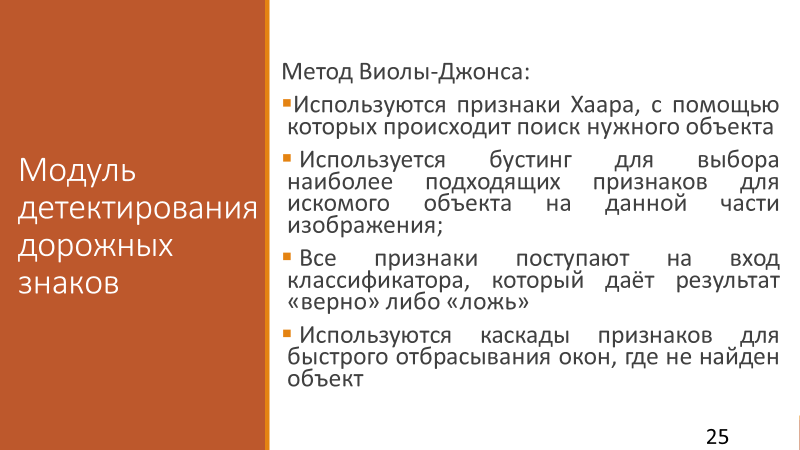 Модуль
детектирования
дорожных
знаков
Метод Виолы-Джонса:
▪Используются признаки Хаара, с помощью
которых происходит поиск нужного объекта
▪ Используется бустинг для выбора
наиболее подходящих признаков для
искомого объекта на данной части
изображения;
▪ Все признаки поступают на вход
классификатора, который даёт результат
«верно» либо «ложь»
▪ Используются каскады признаков для
быстрого отбрасывания окон, где не найден
объект
25